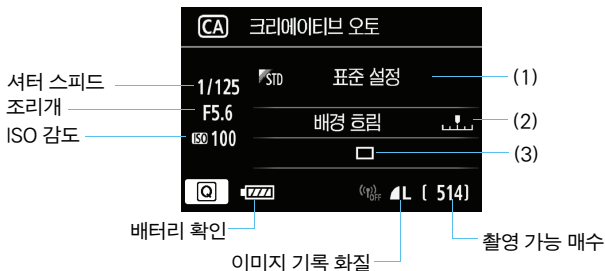 CA 크리에이티브 오토
셔터 스피드 1/125 STD 표준 설정 (1)
조리개 F5.6
배경 흐림 (2)
ISO 감도 ISO 100
(3)
Q OFF L [ 514]
배터리 확인
촬영 가능 매수
이미지 기록 화질